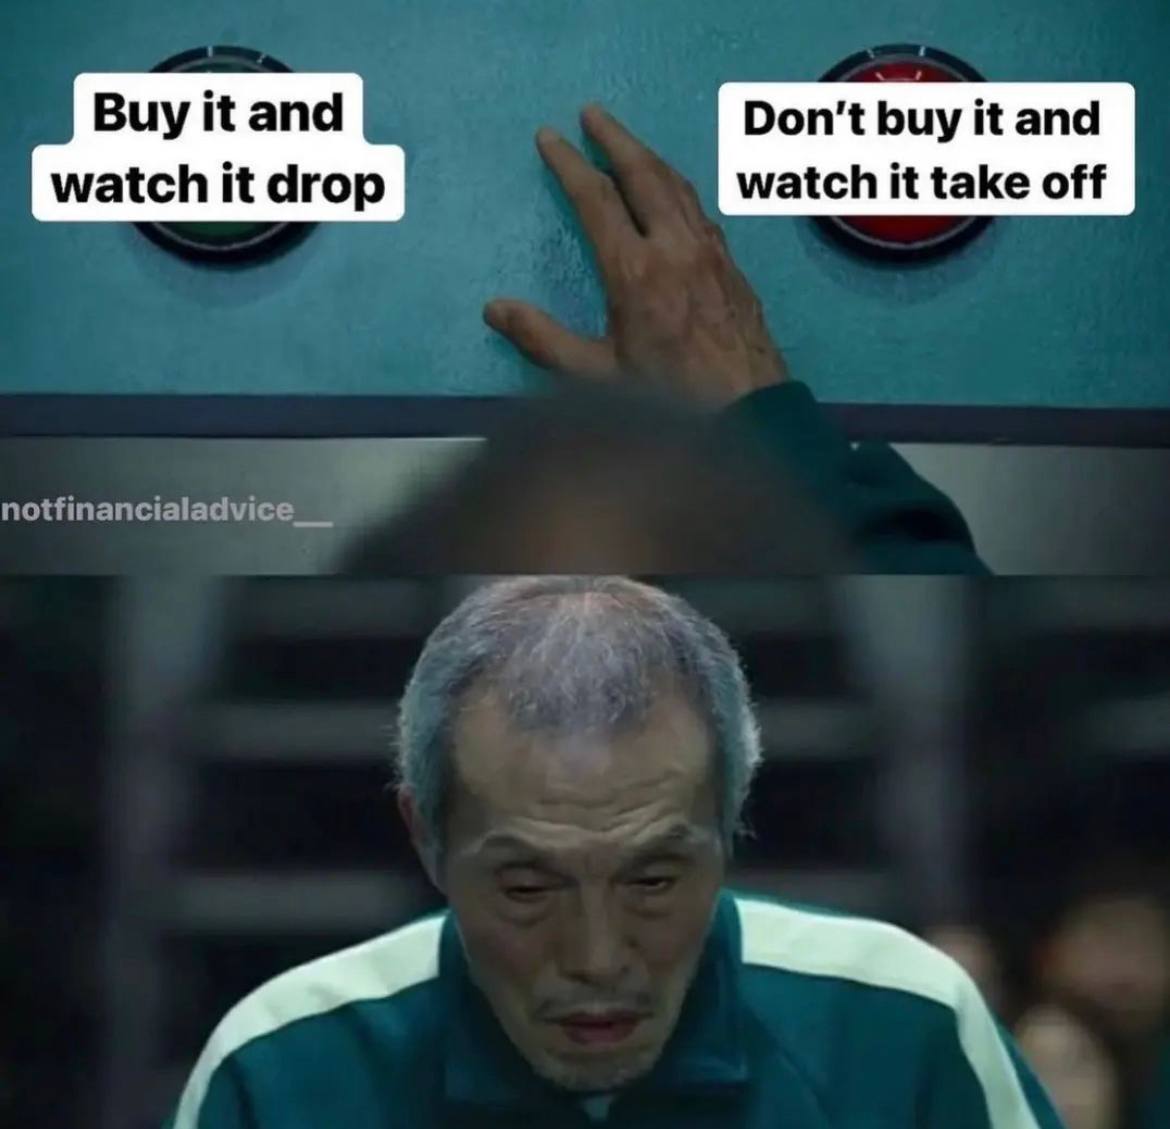 Buy it and
watch it drop
Don't buy it and
watch it take off
notfinancialadvice__